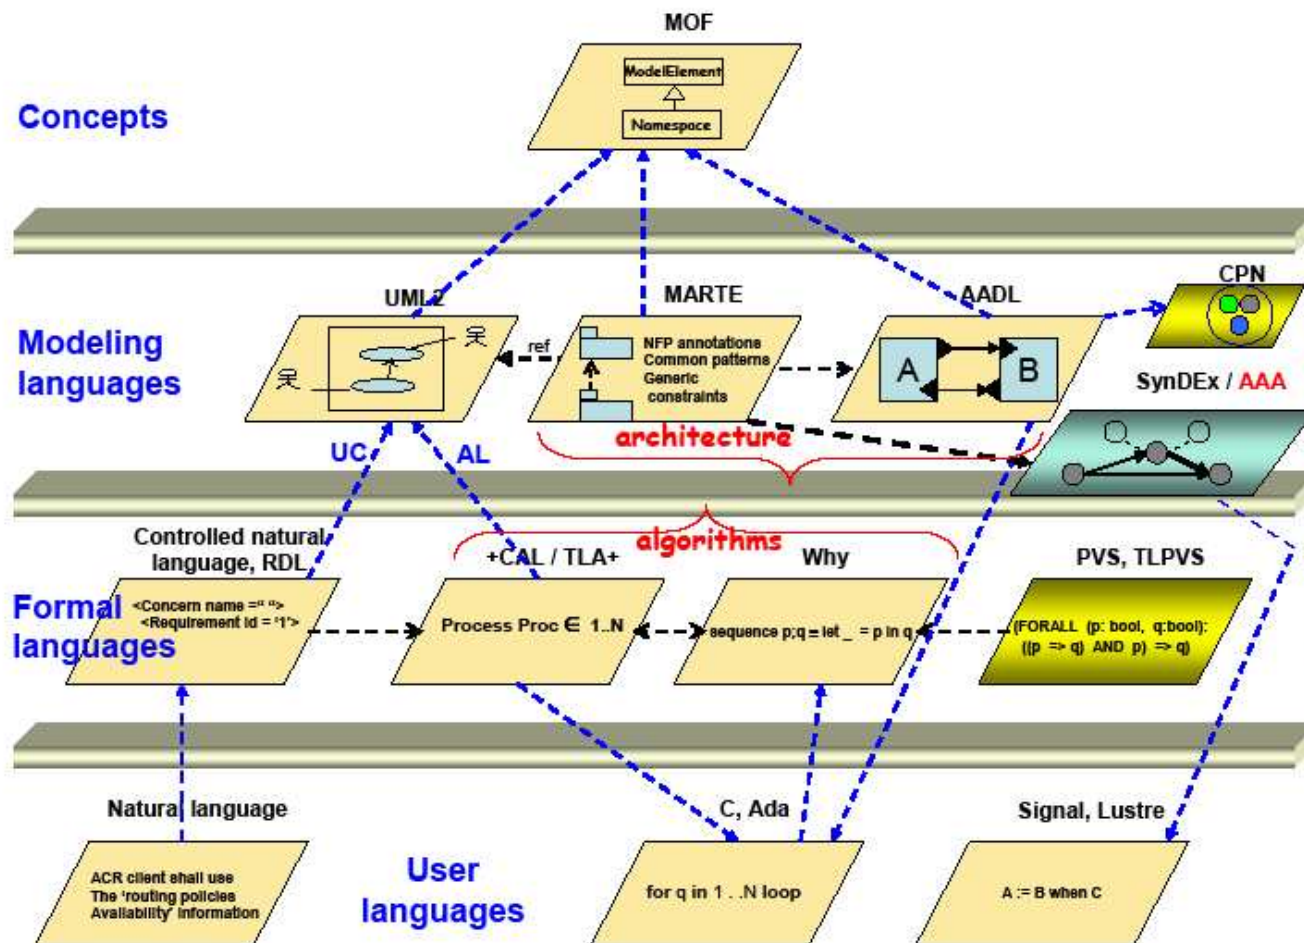 MOF
ModelElement
Namespace
Concepts
CPN
UML2
MARTE
AADL
Modeling
languages
ref
NFP annotations
Common patterns
Generic
constraints
A
B
SynDEx / AAA
architecture
UC
AL
algorithms
Controlled natural
language, RDL
+CAL / TLA+
Why
PVS, TLPVS
Formal
languages
<Concern name =“ “>
<Requirement id = ‘1’>
Process Proc ∈ 1..N
sequence p;q = let _ = p in q
(FORALL (p: bool, q:bool):
((p => q) AND p) => q)
Natural language
C, Ada
Signal, Lustre
User
languages
ACR client shall use
The ‘routing policies
Availability’ information
for q in 1 . .N loop
A := B when C